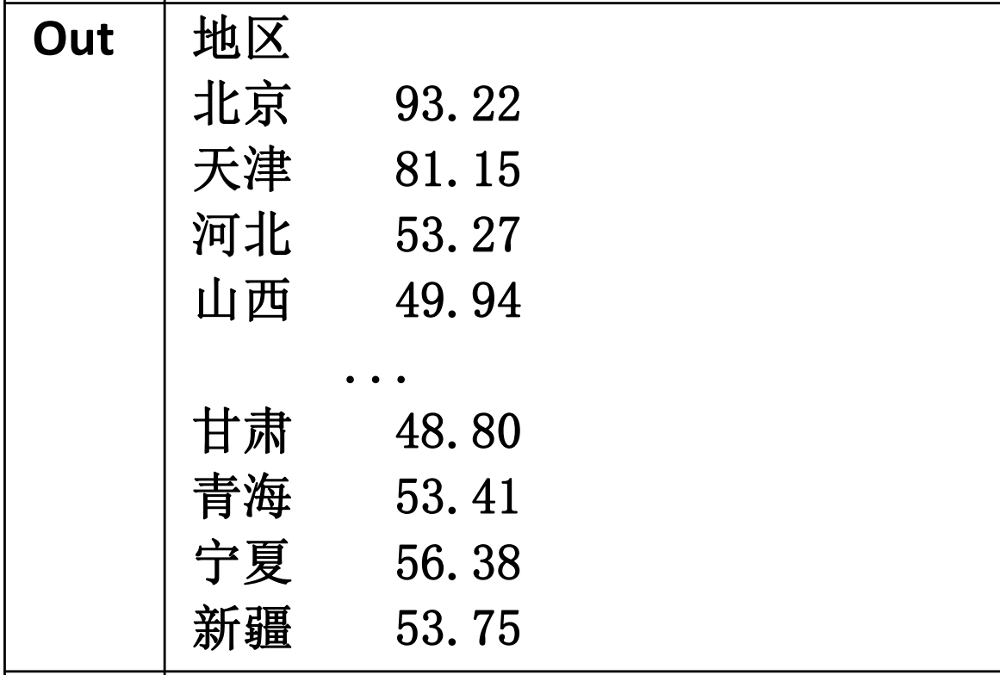 Out 地区
北京 93.22
天津 81.15
河北 53.27
山西 49.94
...
甘肃 48.80
青海 53.41
宁夏 56.38
新疆 53.75